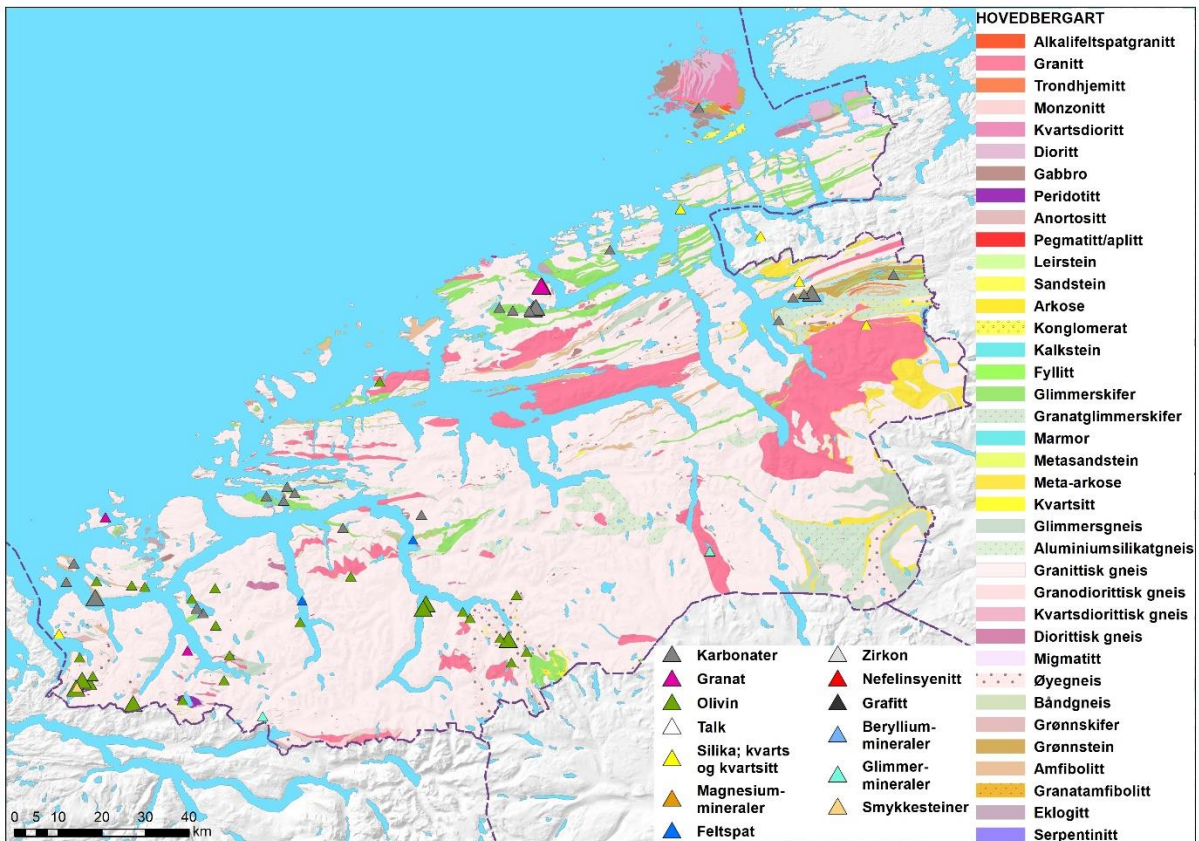 HOVEDBERGART
Alkalifeltspatgranitt
Granitt
Trondhjemitt
Monzonitt
Kvartsdioritt
Dioritt
Gabbro
Peridotitt
Anortositt
Pegmatitt/aplitt
Leirstein
Sandstein
Arkose
Konglomerat
Kalkstein
Fyllitt
Glimmerskifer
Granatglimmerskifer
Marmor
Metasandstein
Meta-arkose
Kvartsitt
Glimmersgneis
Aluminiumsilikatgneis
Granittisk gneis
Granodiorittisk gneis
Kvartsdiorittisk gneis
Diorittisk gneis
Migmatitt
Øyegneis
Båndgneis
Grønnskifer
Grønnstein
Amfibolitt
Granatamfibolitt
Eklogitt
Serpentinitt
Karbonater
Granat
Olivin
Talk
Silika; kvarts
og kvartsitt
Magnesium-
mineraler
Feltspat
Zirkon
Nefelinsyenitt
Grafitt
Beryllium-
mineraler
Glimmer-
mineraler
Smykkesteiner
0 5 10 20 30 40
km